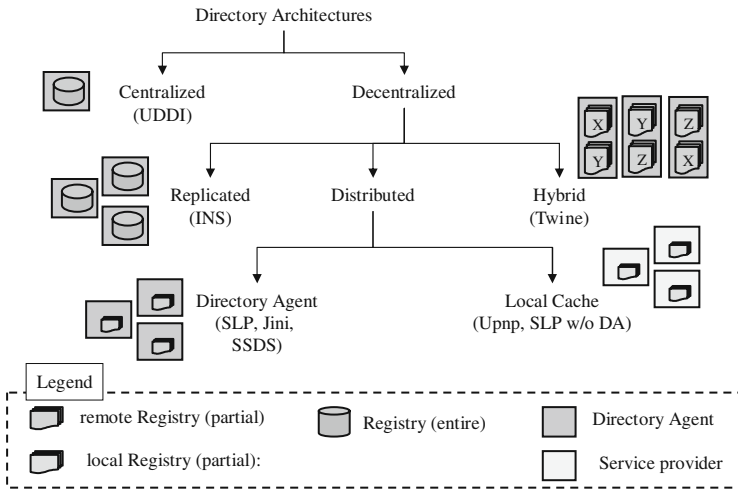 Directory Architectures
Centralized
(UDDI)
Decentralized
X
Y
Z
Y
Z
X
Replicated
(INS)
Distributed
Hybrid
(Twine)
Directory Agent
(SLP, Jini,
SSDS)
Local Cache
(Upnp, SLP w/o DA)
Legend
remote Registry (partial)
Registry (entire)
Directory Agent
local Registry (partial):
Service provider